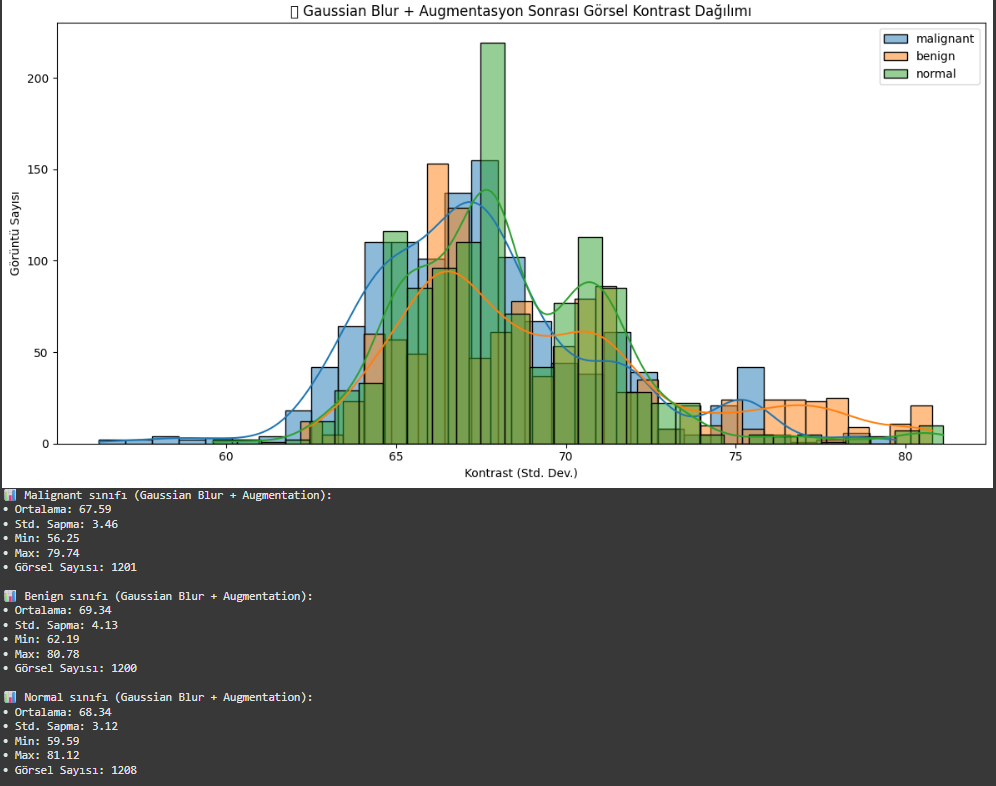 Gaussian Blur + Augmentasyon Sonrası Görsel Kontrast Dağılımı
malignant
benign
normal
Görüntü Sayısı
200
150
100
50
0
60 65 70 75 80
Kontrast (Std. Dev.)
📊 Malignant sınıfı (Gaussian Blur + Augmentation):
• Ortalama: 67.59
• Std. Sapma: 3.46
• Min: 56.25
• Max: 79.74
• Görsel Sayısı: 1201
📊 Benign sınıfı (Gaussian Blur + Augmentation):
• Ortalama: 69.34
• Std. Sapma: 4.13
• Min: 62.19
• Max: 80.78
• Görsel Sayısı: 1200
📊 Normal sınıfı (Gaussian Blur + Augmentation):
• Ortalama: 68.34
• Std. Sapma: 3.12
• Min: 59.59
• Max: 81.12
• Görsel Sayısı: 1208